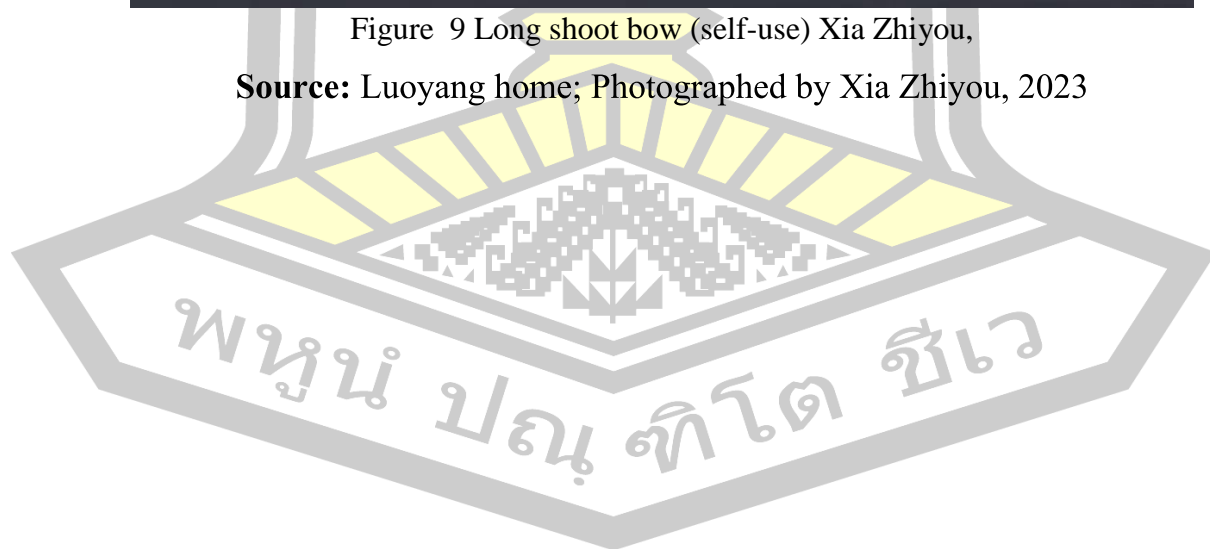 Figure  9 Long shoot bow (self-use) Xia Zhiyou,
Source: Luoyang home; Photographed by Xia Zhiyou, 2023
พหูนํ ปณฺฑิโต ชีเว